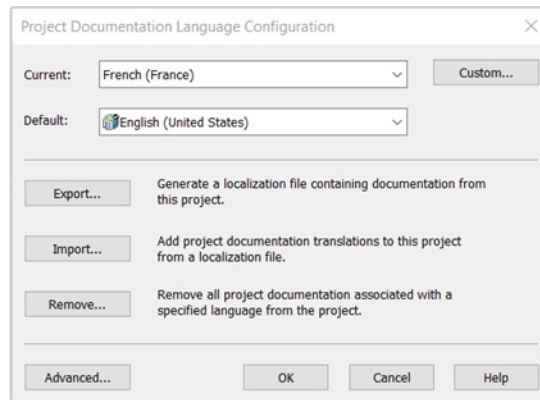 Project Documentation Language Configuration
Current: French (France) Custom...
Default: English (United States)
Export... Generate a localization file containing documentation from
this project.
Import... Add project documentation translations to this project
from a localization file.
Remove... Remove all project documentation associated with a
specified language from the project.
Advanced... OK Cancel Help